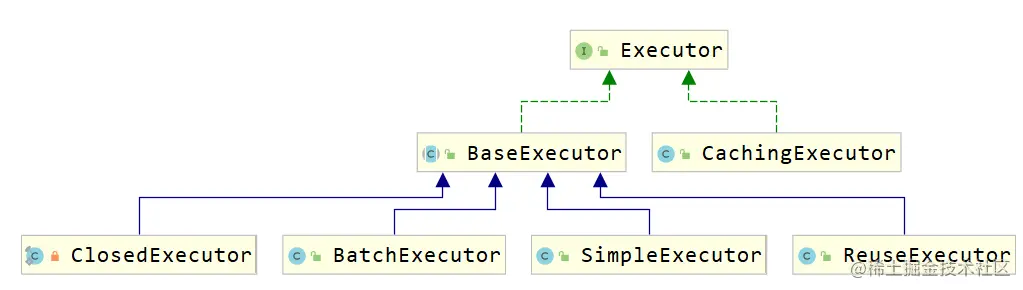 I Executor
C BaseExecutor
C CachingExecutor
C ClosedExecutor
C BatchExecutor
C SimpleExecutor
C ReuseExecutor
@稀土掘金技术社区